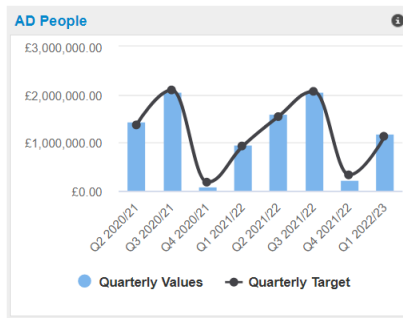 AD People
£3,000,000.00
£2,000,000.00
£1,000,000.00
£0.00
Q2 2020/21
Q3 2020/21
Q4 2020/21
Q1 2021/22
Q2 2021/22
Q3 2021/22
Q4 2021/22
Q1 2022/23
Quarterly Values
Quarterly Target